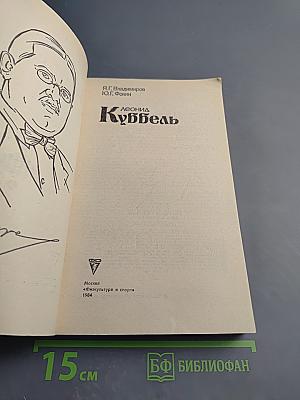 Я.Г. Владимиров
Ю.Г. Фокин
Леонид
Куббель
Москва
«Физкультура и спорт»
1984
15 см
БФ БИБЛИОФАН